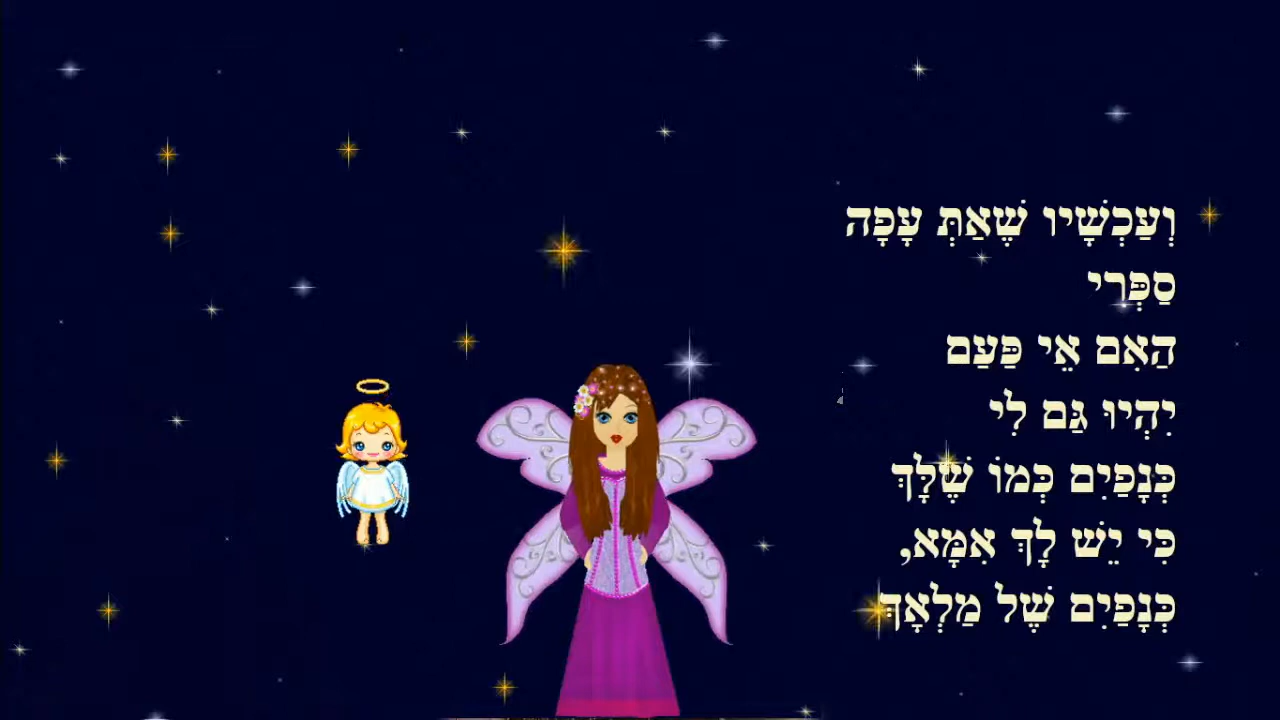 וְעַכְשָׁיו שֶׁאַתְּ עָפָה
סַפְּרִי
הַאִם אֵי פַּעַם
יִהְיוּ גַּם לִי
כְּנָפַיִם כְּמוֹ שֶׁלָּךְ
כִּי יֵשׁ לָךְ אִמָּא,
כְּנָפַיִם שֶׁל מַלְאָךְ